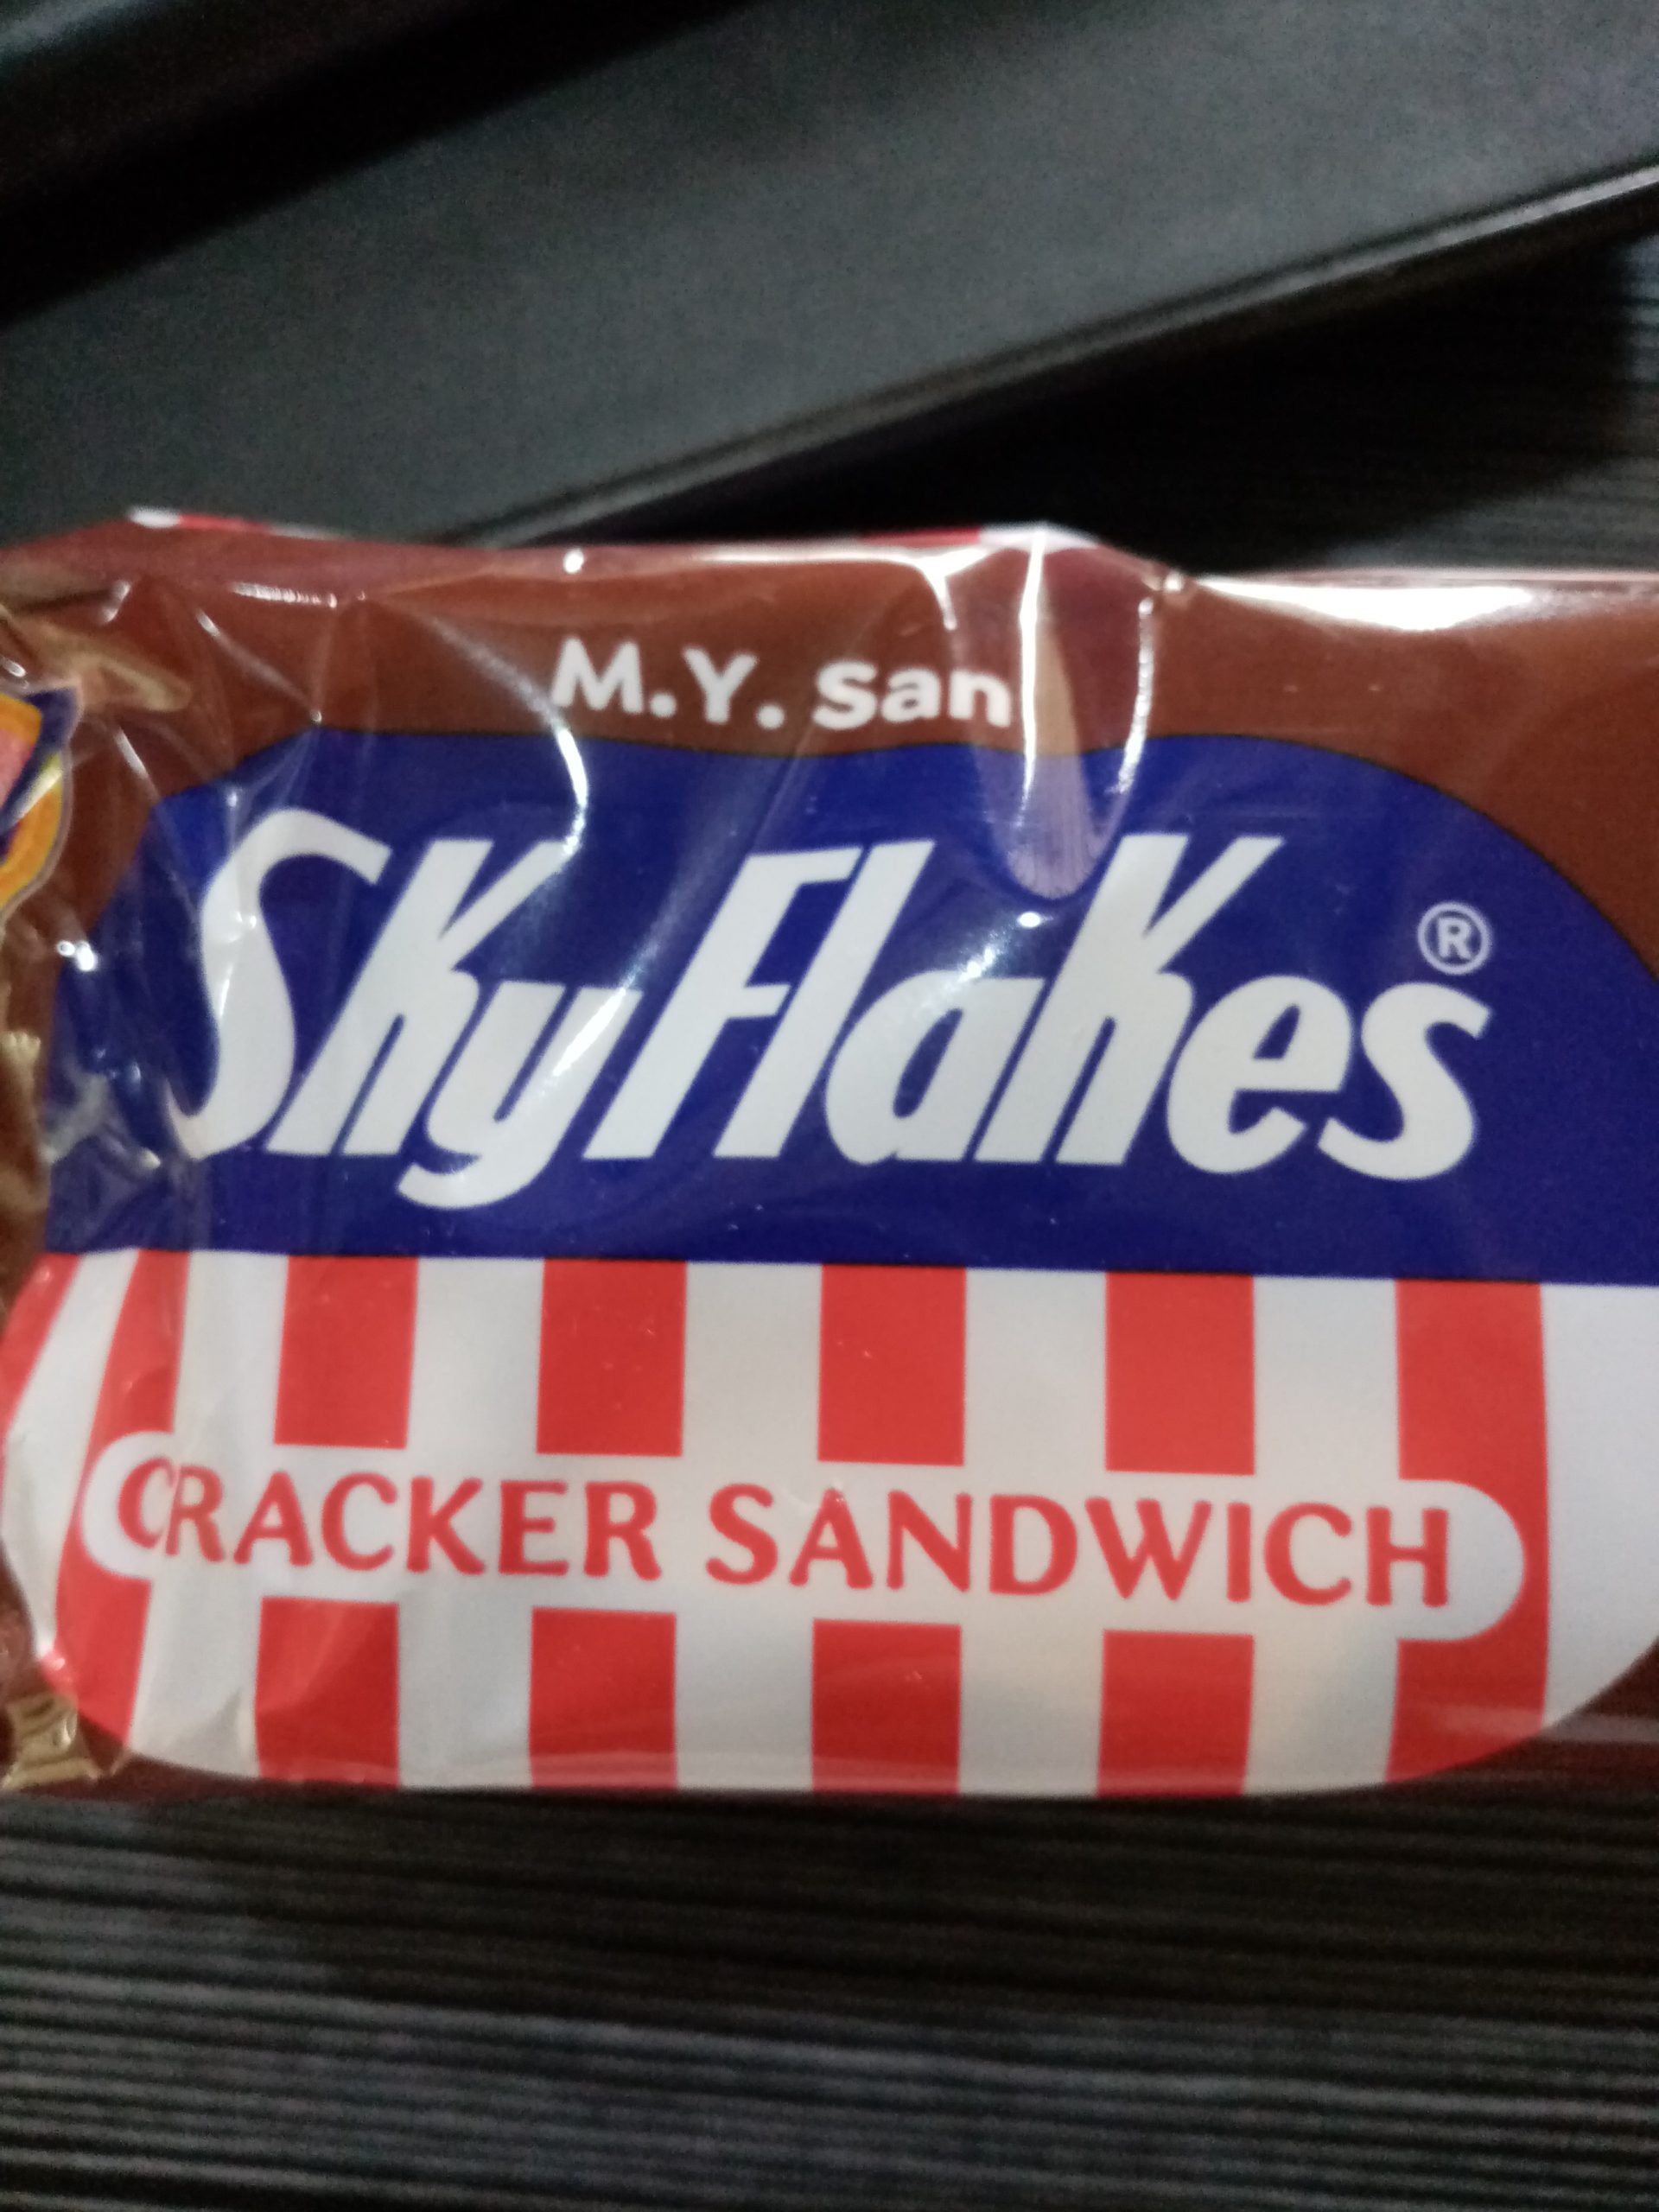 M.Y. San
SkyFlakes®
CRACKER SANDWICH